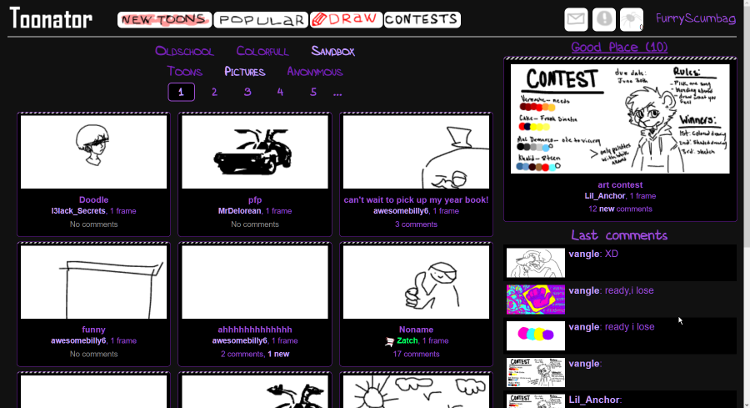 Toonator
NEW TOONS
POPULAR
DRAW
CONTESTS
FurryScumbag
Oldschool Colorfull Sandbox
Toons Pictures Anonymous
1 2 3 4 5 ...
Doodle
l3lack_Secrets, 1 frame
No comments
pfp
MrDelorean, 1 frame
No comments
can't wait to pick up my year book!
awesomebilly6, 1 frame
3 comments
funny
awesomebilly6, 1 frame
No comments
ahhhhhhhhhhhhh
awesomebilly6, 1 frame
2 comments, 1 new
Noname
Zatch, 1 frame
17 comments
Good Place (10)
CONTEST
due date:
June 30th
Rules:
Winners:
art contest
Lil_Anchor, 1 frame
12 new comments
Last comments
vangle: XD
vangle: ready,i lose
vangle: ready i lose
vangle:
CONTEST
Lil_Anchor: